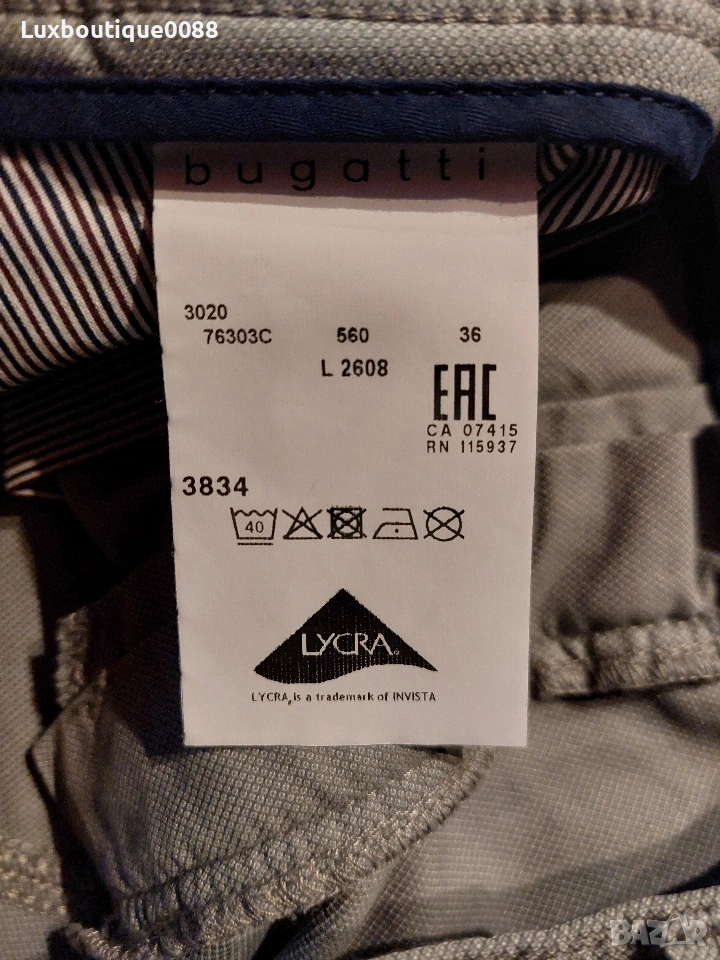 Luxboutique0088
bugatti
3020
76303C 560 36
L 2608
EAC
CA 07415
RN 115937
3834
40
LYCRA®
LYCRA® is a trademark of INVISTA
BAZAR